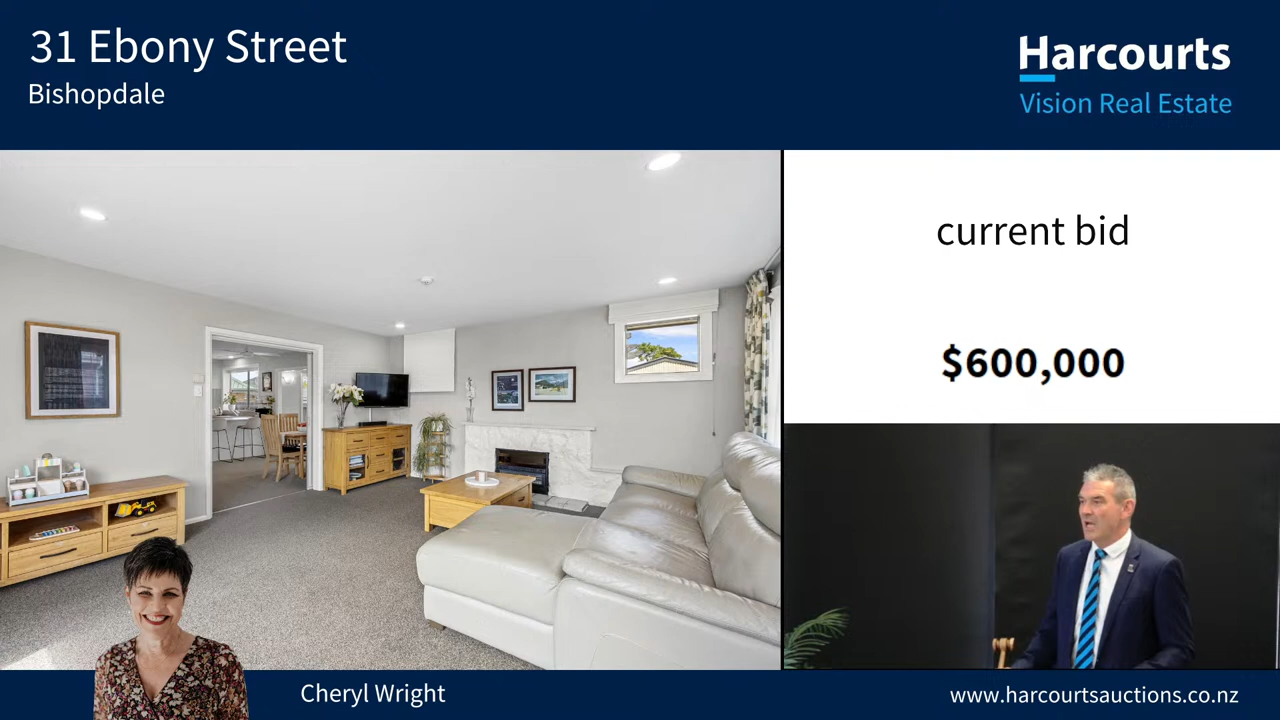 31 Ebony Street
Bishopdale
Harcourts
Vision Real Estate
current bid
$600,000
Cheryl Wright
www.harcourtsauctions.co.nz